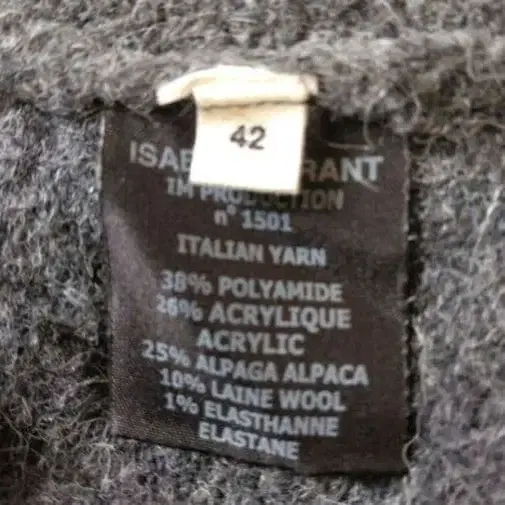 42
ISAB RANT
IM PRODUCTION
n° 1501
ITALIAN YARN
38% POLYAMIDE
26% ACRYLIQUE
ACRYLIC
25% ALPAGA ALPACA
10% LAINE WOOL
1% ELASTHANNE
ELASTANE